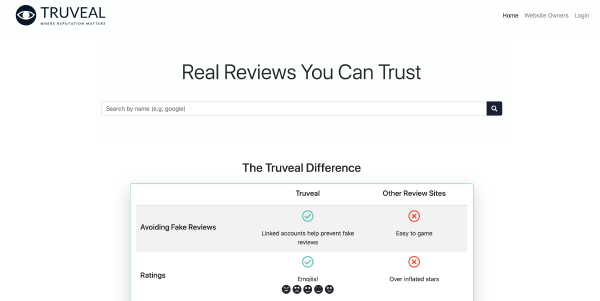 TRUVEAL
WHERE REPUTATION MATTERS
Home Website Owners Login
Real Reviews You Can Trust
Search by name (e.g. google)
The Truveal Difference
Truveal Other Review Sites
Avoiding Fake Reviews
Linked accounts help prevent fake
reviews
Easy to game
Ratings
Emojiis!
Over inflated stars